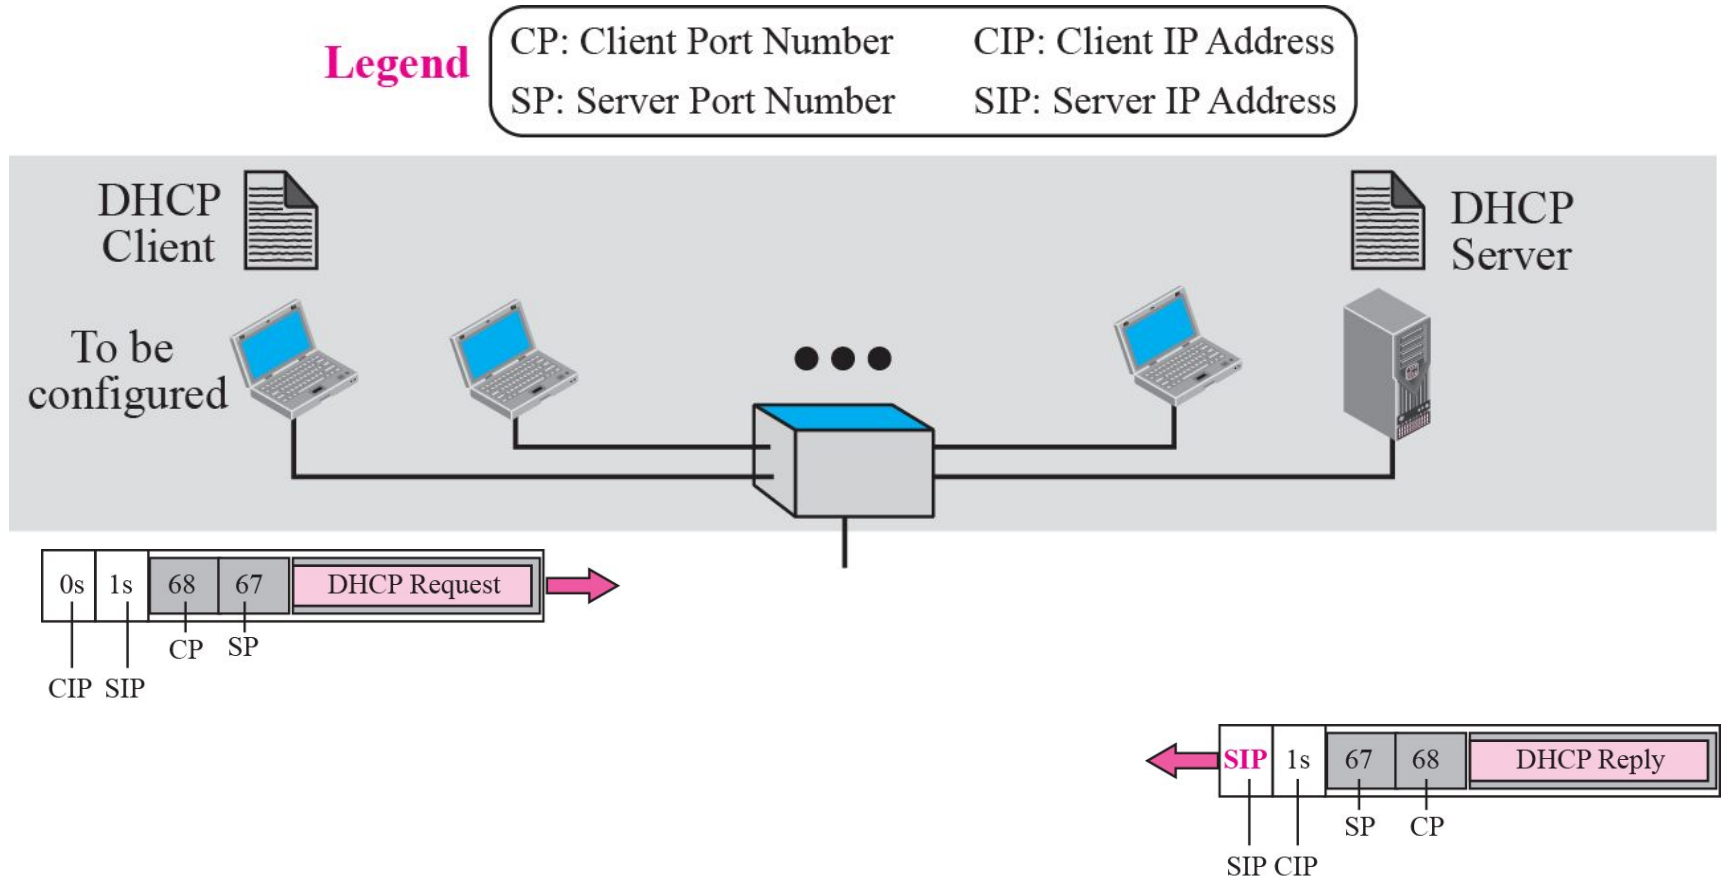 Legend
CP: Client Port Number CIP: Client IP Address
SP: Server Port Number SIP: Server IP Address
DHCP
Client
DHCP
Server
To be
configured
0s 1s 68 67 DHCP Request
CP SP
CIP SIP
SIP 1s 67 68 DHCP Reply
SP CP
SIP CIP